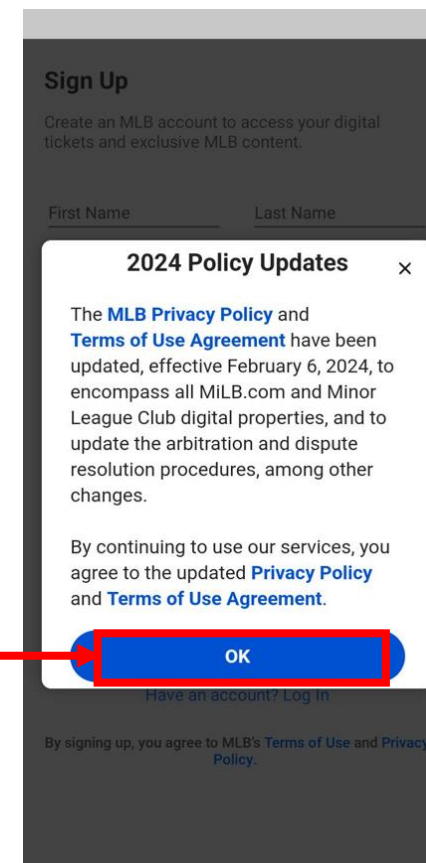 Sign Up
Create an MLB account to access your digital
tickets and exclusive MLB content.
First Name Last Name
2024 Policy Updates ×
The MLB Privacy Policy and
Terms of Use Agreement have been
updated, effective February 6, 2024, to
encompass all MiLB.com and Minor
League Club digital properties, and to
update the arbitration and dispute
resolution procedures, among other
changes.
By continuing to use our services, you
agree to the updated Privacy Policy
and Terms of Use Agreement.
OK
Have an account? Log In
By signing up, you agree to MLB's Terms of Use and Privacy
Policy.